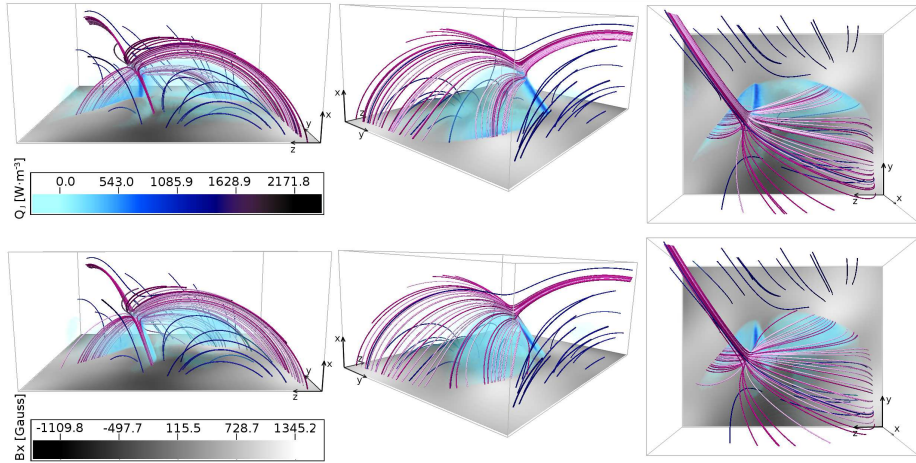 x
y
z
x
z
y
y
z
x
Qⱼ [W·m⁻³]
0.0 543.0 1085.9 1628.9 2171.8
x
y
z
x
z
y
y
z
x
Bx [Gauss]
-1109.8 -497.7 115.5 728.7 1345.2